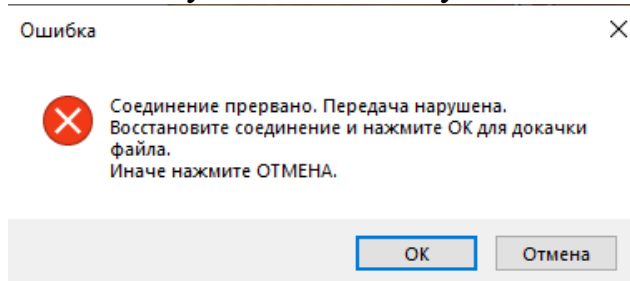 Ошибка
Соединение прервано. Передача нарушена.
Восстановите соединение и нажмите ОК для докачки
файла.
Иначе нажмите ОТМЕНА.
ОК
Отмена